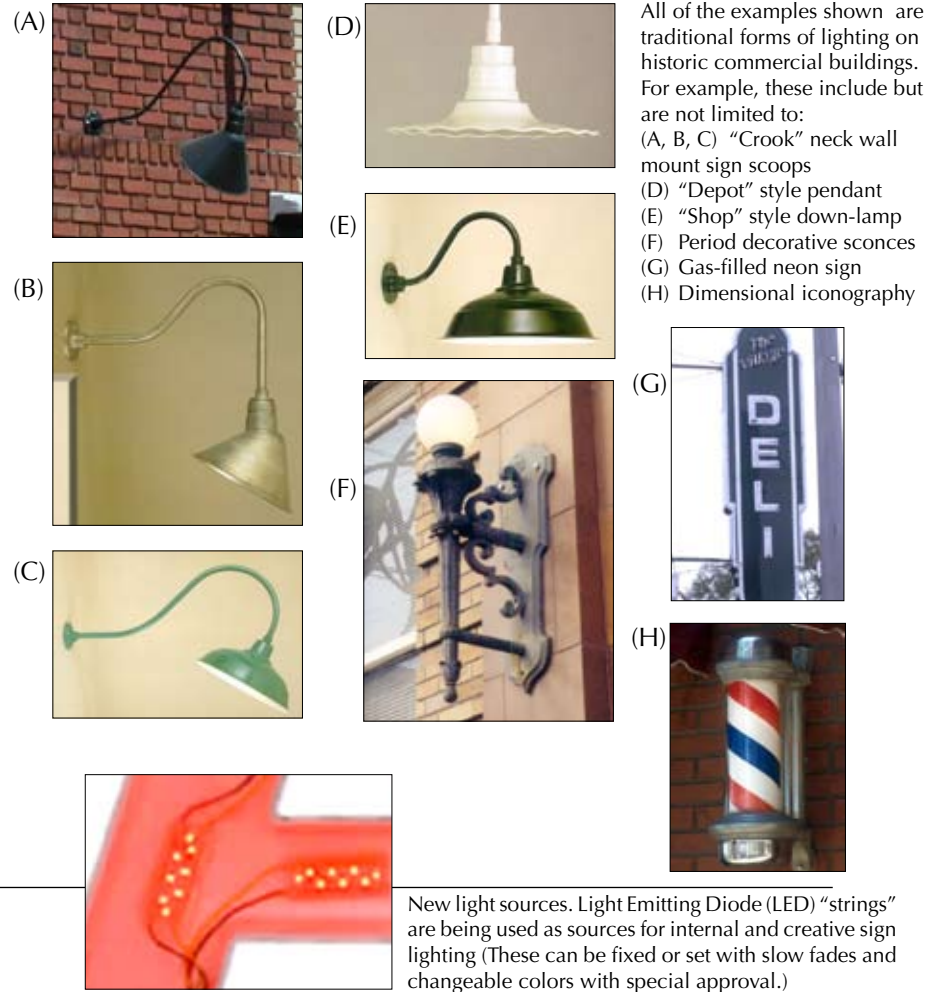 (A)
(D)
All of the examples shown are
traditional forms of lighting on
historic commercial buildings.
For example, these include but
are not limited to:
(A, B, C) “Crook” neck wall
mount sign scoops
(D) “Depot” style pendant
(E) “Shop” style down-lamp
(F) Period decorative sconces
(G) Gas-filled neon sign
(H) Dimensional iconography
(E)
(B)
(G)
The
VILLAGE
DELI
(F)
(C)
(H)
New light sources. Light Emitting Diode (LED) “strings”
are being used as sources for internal and creative sign
lighting (These can be fixed or set with slow fades and
changeable colors with special approval.)